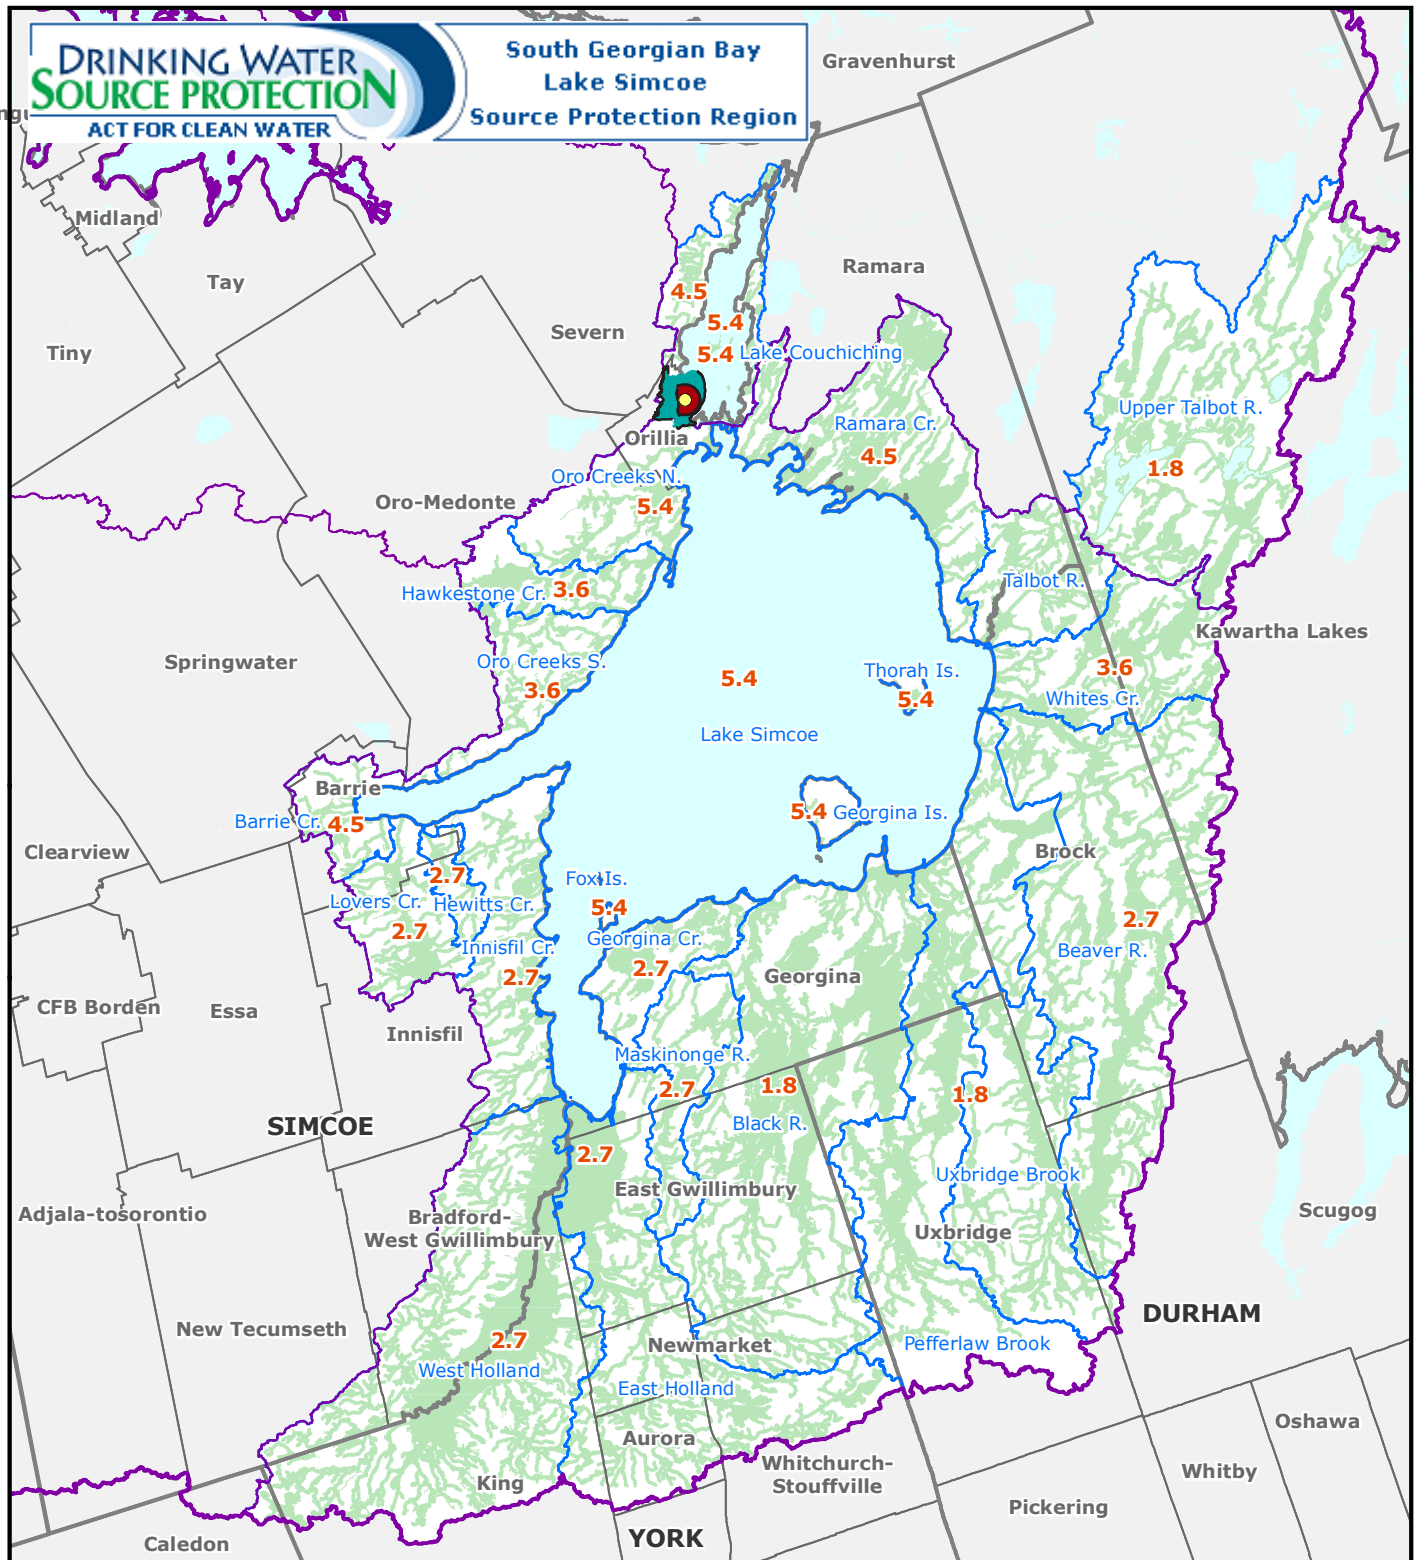 DRINKING WATER
SOURCE PROTECTION
ACT FOR CLEAN WATER
South Georgian Bay
Lake Simcoe
Source Protection Region
Gravenhurst
Midland
Tay
Tiny
Severn
Ramara
4.5
5.4
5.4
Lake Couchiching
Upper Talbot R.
1.8
Ramara Cr.
4.5
Orillia
Oro Creeks N.
5.4
Oro-Medonte
Hawkestone Cr.
3.6
Talbot R.
Kawartha Lakes
Springwater
Oro Creeks S.
3.6
5.4
Lake Simcoe
Thorah Is.
5.4
3.6
Whites Cr.
Barrie
Barrie Cr.
4.5
5.4
Georgina Is.
Clearview
Brock
2.7
Lovers Cr.
Hewitts Cr.
2.7
Fox Is.
5.4
Georgina Cr.
2.7
2.7
Beaver R.
Innisfil Cr.
2.7
Georgina
CFB Borden
Essa
Innisfil
Maskinonge R.
2.7
1.8
Black R.
1.8
SIMCOE
2.7
East Gwillimbury
Uxbridge Brook
Adjala-tosorontio
Bradford-
West Gwillimbury
Uxbridge
Scugog
New Tecumseth
2.7
West Holland
Newmarket
Pefferlaw Brook
DURHAM
East Holland
Aurora
Oshawa
King
Whitchurch-
Stouffville
Whitby
Pickering
Caledon
YORK